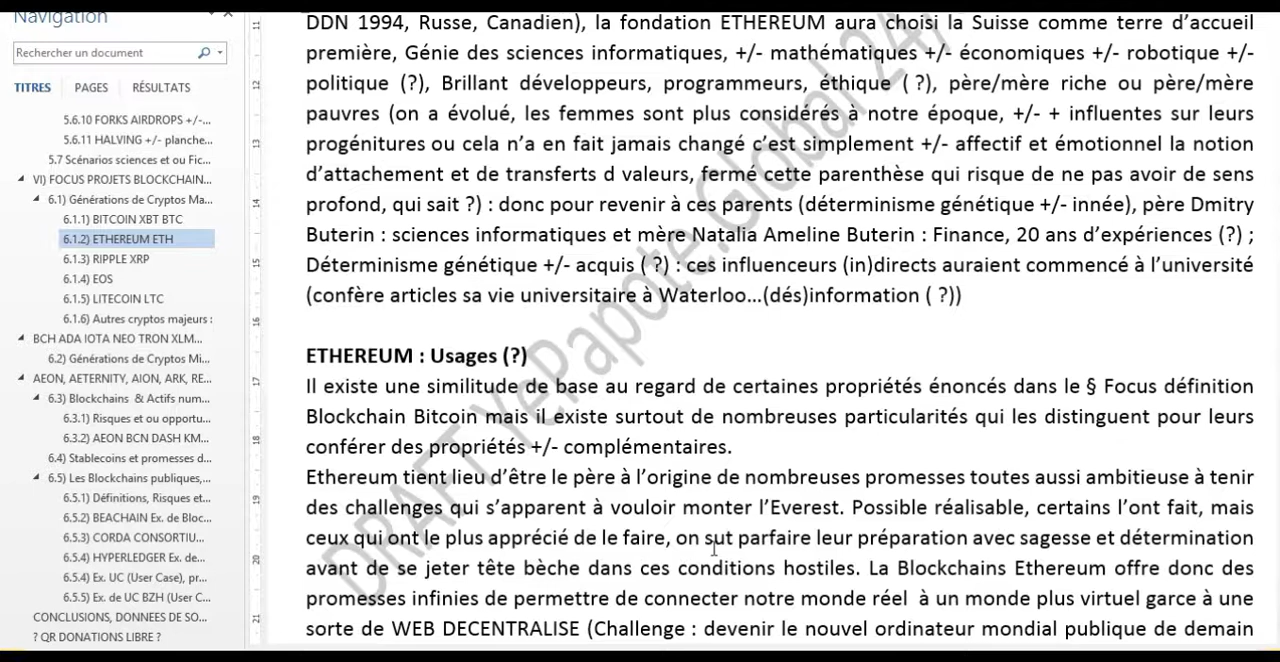 Navigation
Rechercher un document
TITRES PAGES RÉSULTATS
5.6.10 FORKS AIRDROPS +/-...
5.6.11 HALVING +/- planche...
5.7 Scénarios sciences et ou Fic...
VI) FOCUS PROJETS BLOCKCHAIN...
6.1) Générations de Cryptos Ma...
6.1.1) BITCOIN XBT BTC
6.1.2) ETHEREUM ETH
6.1.3) RIPPLE XRP
6.1.4) EOS
6.1.5) LITECOIN LTC
6.1.6) Autres cryptos majeurs :
BCH ADA IOTA NEO TRON XLM...
6.2) Générations de Cryptos Mi...
AEON, AETERNITY, AION, ARK, RE...
6.3) Blockchains & Actifs num...
6.3.1) Risques et ou opportu...
6.3.2) AEON BCN DASH KM...
6.4) Stablecoins et promesses d...
6.5) Les Blockchains publiques,...
6.5.1) Définitions, Risques et...
6.5.2) BEACHAIN Ex. de Bloc...
6.5.3) CORDA CONSORTIU...
6.5.4) HYPERLEDGER Ex. de...
6.5.4) Ex. UC (User Case), pr...
6.5.5) Ex. de UC BZH (User C...
CONCLUSIONS, DONNEES DE SO...
? QR DONATIONS LIBRE ?
11
12
13
14
15
16
17
18
19
20
21
DDN 1994, Russe, Canadien), la fondation ETHEREUM aura choisi la Suisse comme terre d’accueil
première, Génie des sciences informatiques, +/- mathématiques +/- économiques +/- robotique +/-
politique (?), Brillant développeurs, programmeurs, éthique ( ?), père/mère riche ou père/mère
pauvres (on a évolué, les femmes sont plus considérés à notre époque, +/- + influentes sur leurs
progénitures ou cela n’a en fait jamais changé c’est simplement +/- affectif et émotionnel la notion
d’attachement et de transferts d valeurs, fermé cette parenthèse qui risque de ne pas avoir de sens
profond, qui sait ?) : donc pour revenir à ces parents (déterminisme génétique +/- innée), père Dmitry
Buterin : sciences informatiques et mère Natalia Ameline Buterin : Finance, 20 ans d’expériences (?) ;
Déterminisme génétique +/- acquis ( ?) : ces influenceurs (in)directs auraient commencé à l’université
(confère articles sa vie universitaire à Waterloo...(dés)information ( ?))
ETHEREUM : Usages (?)
Il existe une similitude de base au regard de certaines propriétés énoncés dans le § Focus définition
Blockchain Bitcoin mais il existe surtout de nombreuses particularités qui les distinguent pour leurs
conférer des propriétés +/- complémentaires.
Ethereum tient lieu d’être le père à l’origine de nombreuses promesses toutes aussi ambitieuse à tenir
des challenges qui s’apparent à vouloir monter l’Everest. Possible réalisable, certains l’ont fait, mais
ceux qui ont le plus apprécié de le faire, on sut parfaire leur préparation avec sagesse et détermination
avant de se jeter tête bèche dans ces conditions hostiles. La Blockchains Ethereum offre donc des
promesses infinies de permettre de connecter notre monde réel à un monde plus virtuel garce à une
sorte de WEB DECENTRALISE (Challenge : devenir le nouvel ordinateur mondial publique de demain
DRAFT YePapote.Global 24/